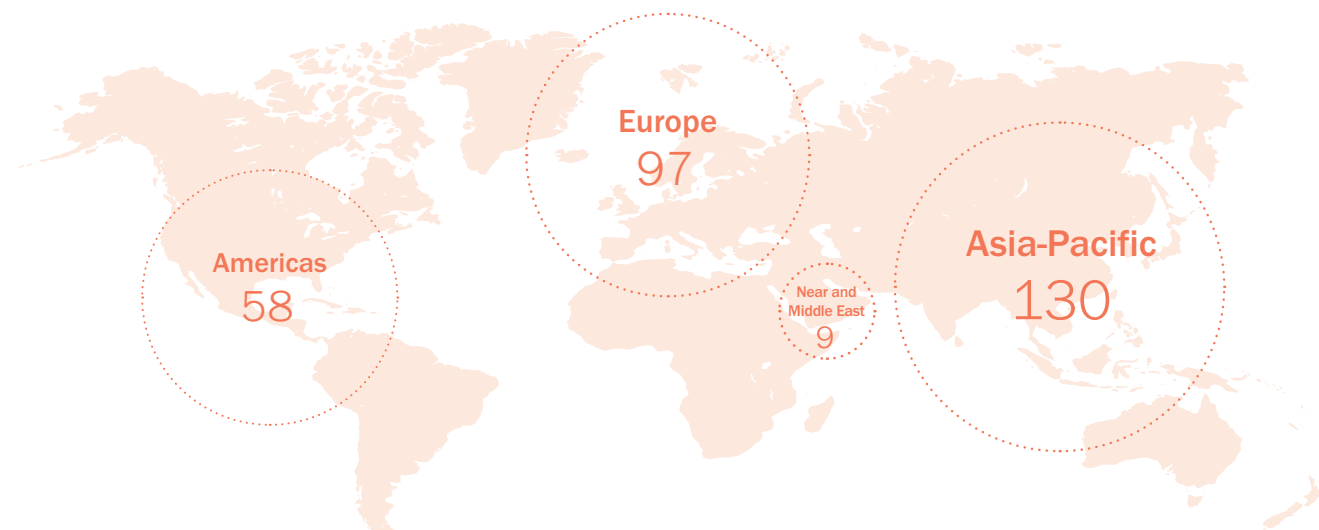 Europe
97
Americas
58
Asia-Pacific
130
Near and
Middle East
9